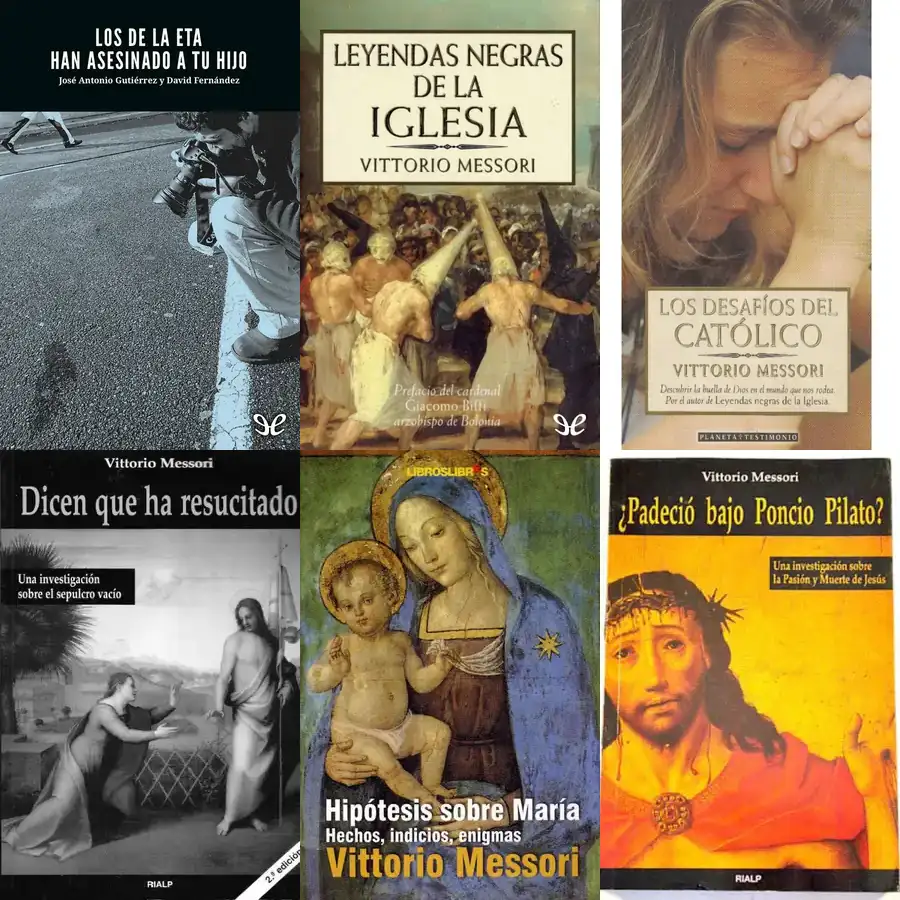 LOS DE LA ETA
HAN ASESINADO A TU HIJO
José Antonio Gutiérrez y David Fernández
LEYENDAS NEGRAS
DE LA
IGLESIA
VITTORIO MESSORI
Prefacio del cardenal
Giacomo Biffi
arzobispo de Bolonia
LOS DESAFÍOS DEL
CATÓLICO
VITTORIO MESSORI
Descubrir la huella de Dios en el mundo que nos rodea.
Por el autor de Leyendas negras de la Iglesia.
PLANETA TESTIMONIO
Vittorio Messori
Dicen que ha resucitado
Una investigación
sobre el sepulcro vacío
RIALP
2.ª edición
LIBROSLIBRES
Hipótesis sobre María
Hechos, indicios, enigmas
Vittorio Messori
Vittorio Messori
¿Padeció bajo Poncio Pilato?
Una investigación sobre
la Pasión y Muerte de Jesús
RIALP